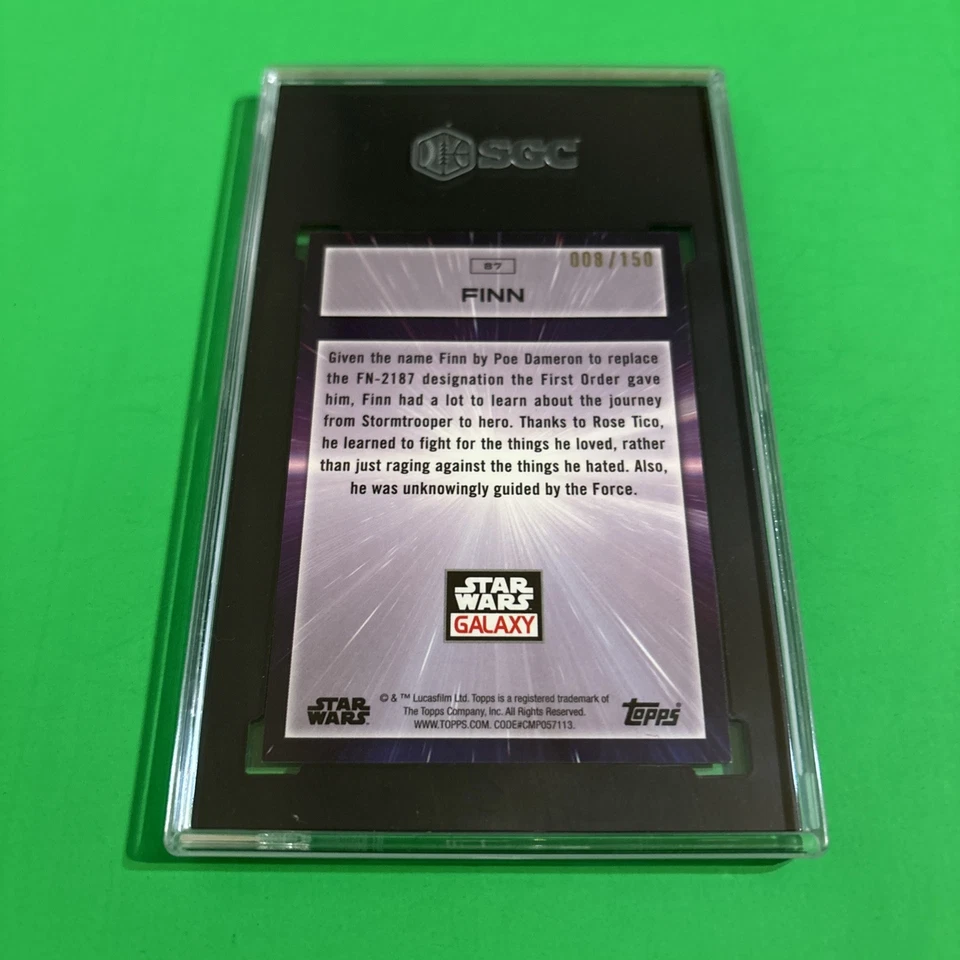 SGC
87
008/150
FINN
Given the name Finn by Poe Dameron to replace
the FN-2187 designation the First Order gave
him, Finn had a lot to learn about the journey
from Stormtrooper to hero. Thanks to Rose Tico,
he learned to fight for the things he loved, rather
than just raging against the things he hated. Also,
he was unknowingly guided by the Force.
STAR
WARS
GALAXY
STAR
WARS
© & ™ Lucasfilm Ltd. Topps is a registered trademark of
The Topps Company, Inc. All Rights Reserved.
WWW.TOPPS.COM. CODE#CMP057113.
Topps®